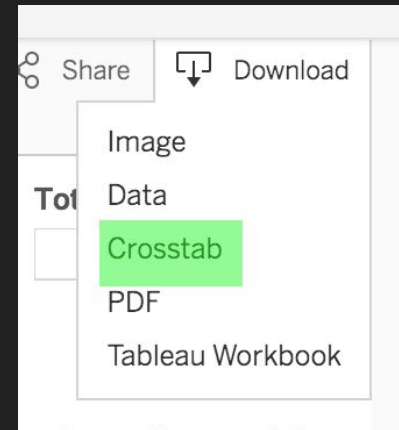 Share Download
Image
Tot Data
Crosstab
PDF
Tableau Workbook